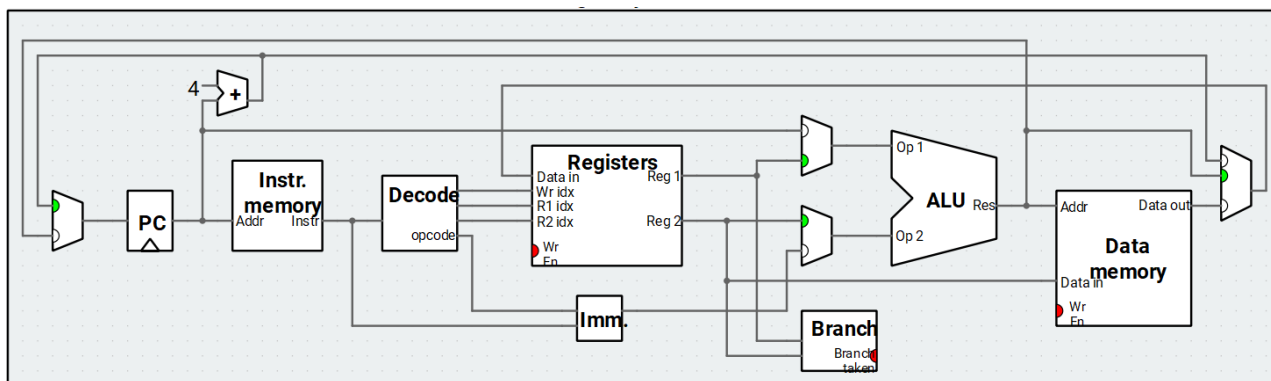 4
+
PC
Instr.
memory
Addr
Instr
Decode
opcode
Registers
Data in
Wr idx
R1 idx
R2 idx
Wr
En
Reg 1
Reg 2
Imm.
Op 1
Op 2
ALU
Res
Branch
Branch
taken
Addr
Data out
Data
memory
Data in
Wr
En